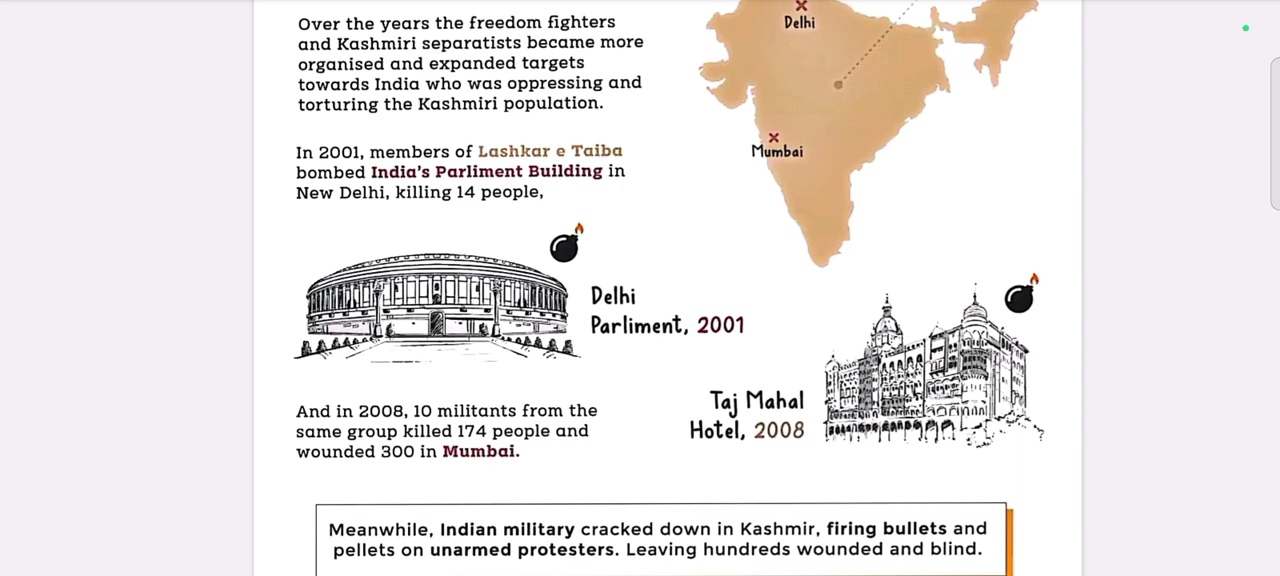 Delhi
Over the years the freedom fighters
and Kashmiri separatists became more
organised and expanded targets
towards India who was oppressing and
torturing the Kashmiri population.
Mumbai
In 2001, members of Lashkar e Taiba
bombed India's Parliment Building in
New Delhi, killing 14 people,
Delhi
Parliment, 2001
Taj Mahal
Hotel, 2008
And in 2008, 10 militants from the
same group killed 174 people and
wounded 300 in Mumbai.
Meanwhile, Indian military cracked down in Kashmir, firing bullets and
pellets on unarmed protesters. Leaving hundreds wounded and blind.